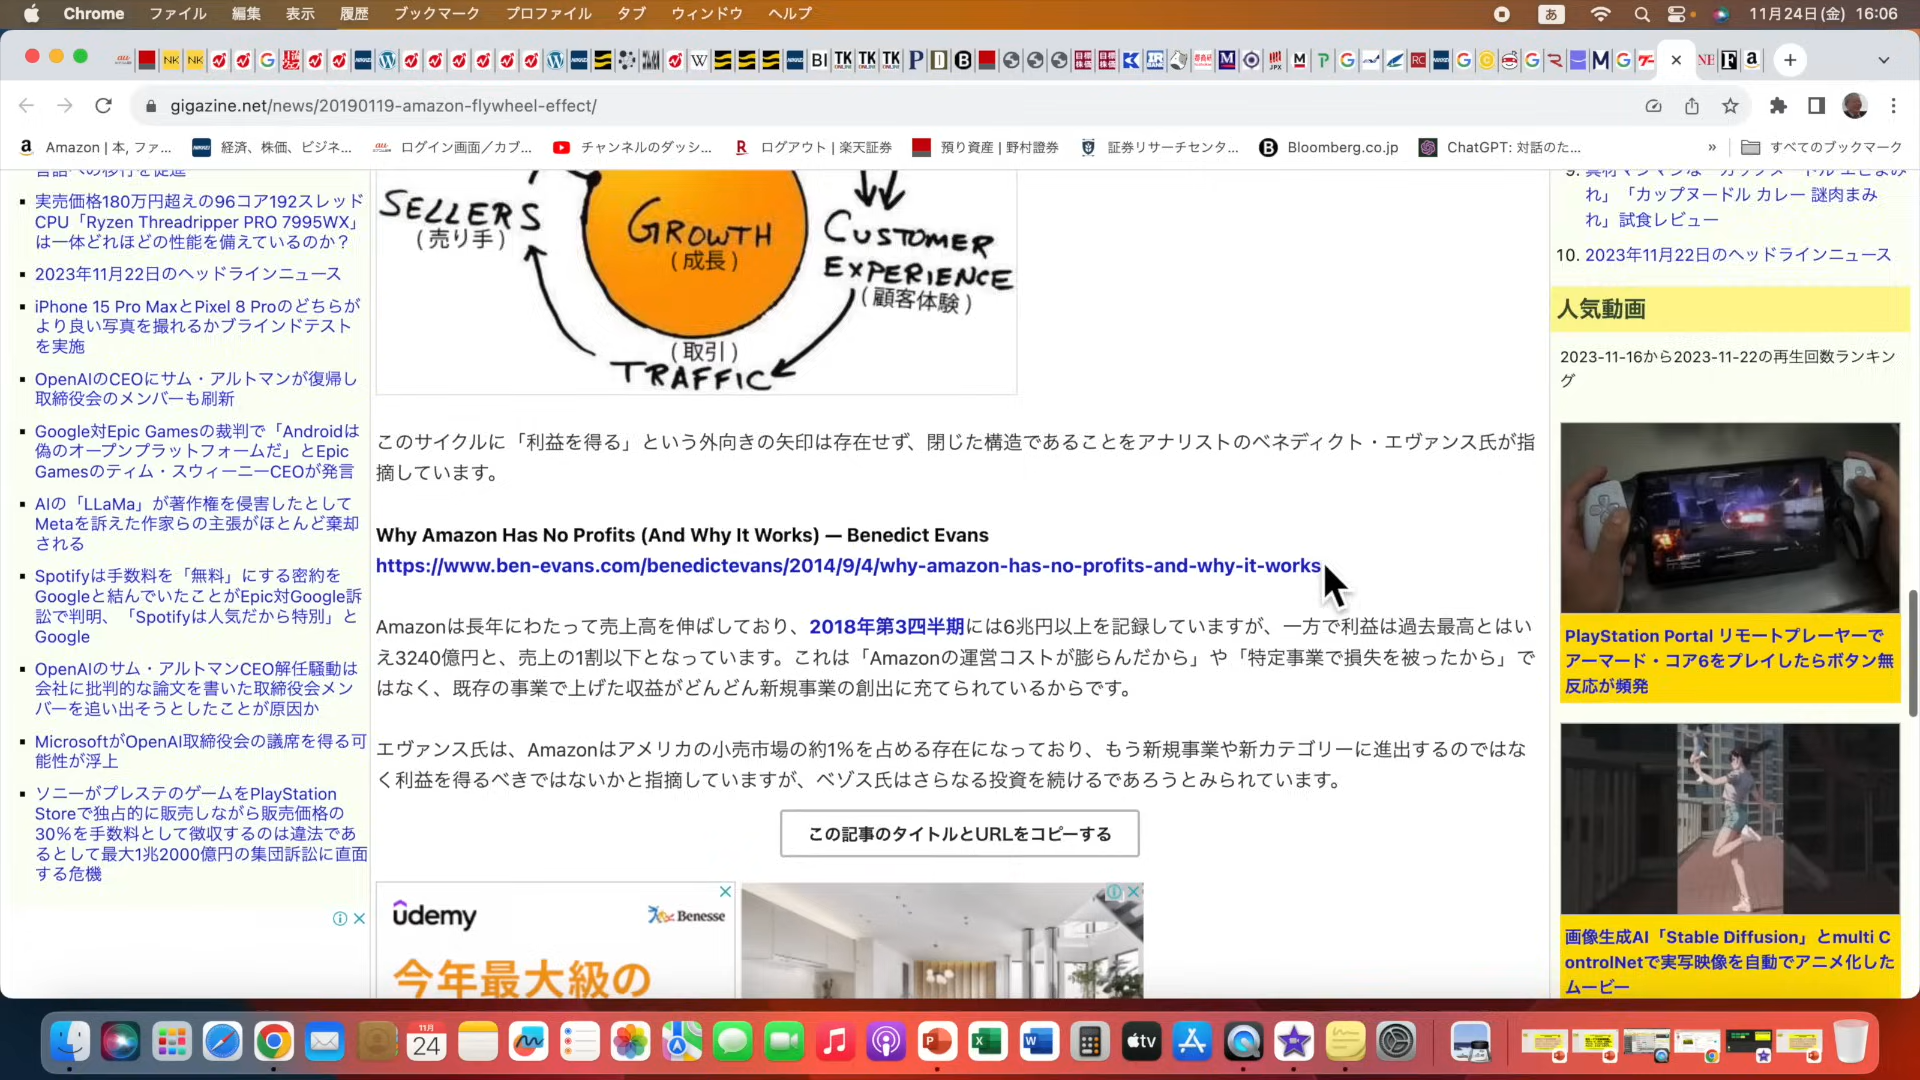 Chrome ファイル 編集 表示 履歴 ブックマーク プロファイル タブ ウィンドウ ヘルプ
あ 11月24日(金) 16:06
gigazine.net/news/20190119-amazon-flywheel-effect/
Amazon | 本, ファ...
経済、株価、ビジネ...
ログイン画面／カブ...
チャンネルのダッシ...
ログアウト | 楽天証券
預り資産 | 野村證券
証券リサーチセンタ...
Bloomberg.co.jp
ChatGPT: 対話のた...
»
すべてのブックマーク
実売価格180万円超えの96コア192スレッド
CPU「Ryzen Threadripper PRO 7995WX」
は一体どれほどの性能を備えているのか？
2023年11月22日のヘッドラインニュース
iPhone 15 Pro MaxとPixel 8 Proのどちらが
より良い写真を撮れるかブラインドテスト
を実施
OpenAIのCEOにサム・アルトマンが復帰し
取締役会のメンバーも刷新
Google対Epic Gamesの裁判で「Androidは
偽のオープンプラットフォームだ」とEpic
Gamesのティム・スウィーニーCEOが発言
AIの「LLaMa」が著作権を侵害したとして
Metaを訴えた作家らの主張がほとんど棄却
される
Spotifyは手数料を「無料」にする密約を
Googleと結んでいたことがEpic対Google訴
訟で判明、「Spotifyは人気だから特別」と
Google
OpenAIのサム・アルトマンCEO解任騒動は
会社に批判的な論文を書いた取締役会メン
バーを追い出そうとしたことが原因か
MicrosoftがOpenAI取締役会の議席を得る可
能性が浮上
ソニーがプレステのゲームをPlayStation
Storeで独占的に販売しながら販売価格の
30%を手数料として徴収するのは違法であ
るとして最大1兆2000億円の集団訴訟に直面
する危機
SELLERS
(売り手)
GROWTH
(成長)
CUSTOMER
EXPERIENCE
(顧客体験)
(取引)
TRAFFIC
このサイクルに「利益を得る」という外向きの矢印は存在せず、閉じた構造であることをアナリストのベネディクト・エヴァンス氏が指
摘しています。
Why Amazon Has No Profits (And Why It Works) — Benedict Evans
https://www.ben-evans.com/benedictevans/2014/9/4/why-amazon-has-no-profits-and-why-it-works
Amazonは長年にわたって売上高を伸ばしており、2018年第3四半期には6兆円以上を記録していますが、一方で利益は過去最高とはい
え3240億円と、売上の1割以下となっています。これは「Amazonの運営コストが膨らんだから」や「特定事業で損失を被ったから」で
はなく、既存の事業で上げた収益がどんどん新規事業の創出に充てられているからです。
エヴァンス氏は、Amazonはアメリカの小売市場の約1%を占める存在になっており、もう新規事業や新カテゴリーに進出するのではな
く利益を得るべきではないかと指摘していますが、ベゾス氏はさらなる投資を続けるであろうとみられています。
この記事のタイトルとURLをコピーする
ûdemy
Benesse
今年最大級の
れ」「カップヌードル カレー 謎肉まみ
れ」試食レビュー
10. 2023年11月22日のヘッドラインニュース
人気動画
2023-11-16から2023-11-22の再生回数ランキン
グ
PlayStation Portal リモートプレーヤーで
アーマード・コア6をプレイしたらボタン無
反応が頻発
画像生成AI「Stable Diffusion」とmulti C
ontrolNetで実写映像を自動でアニメ化した
ムービー
11月
24
tv